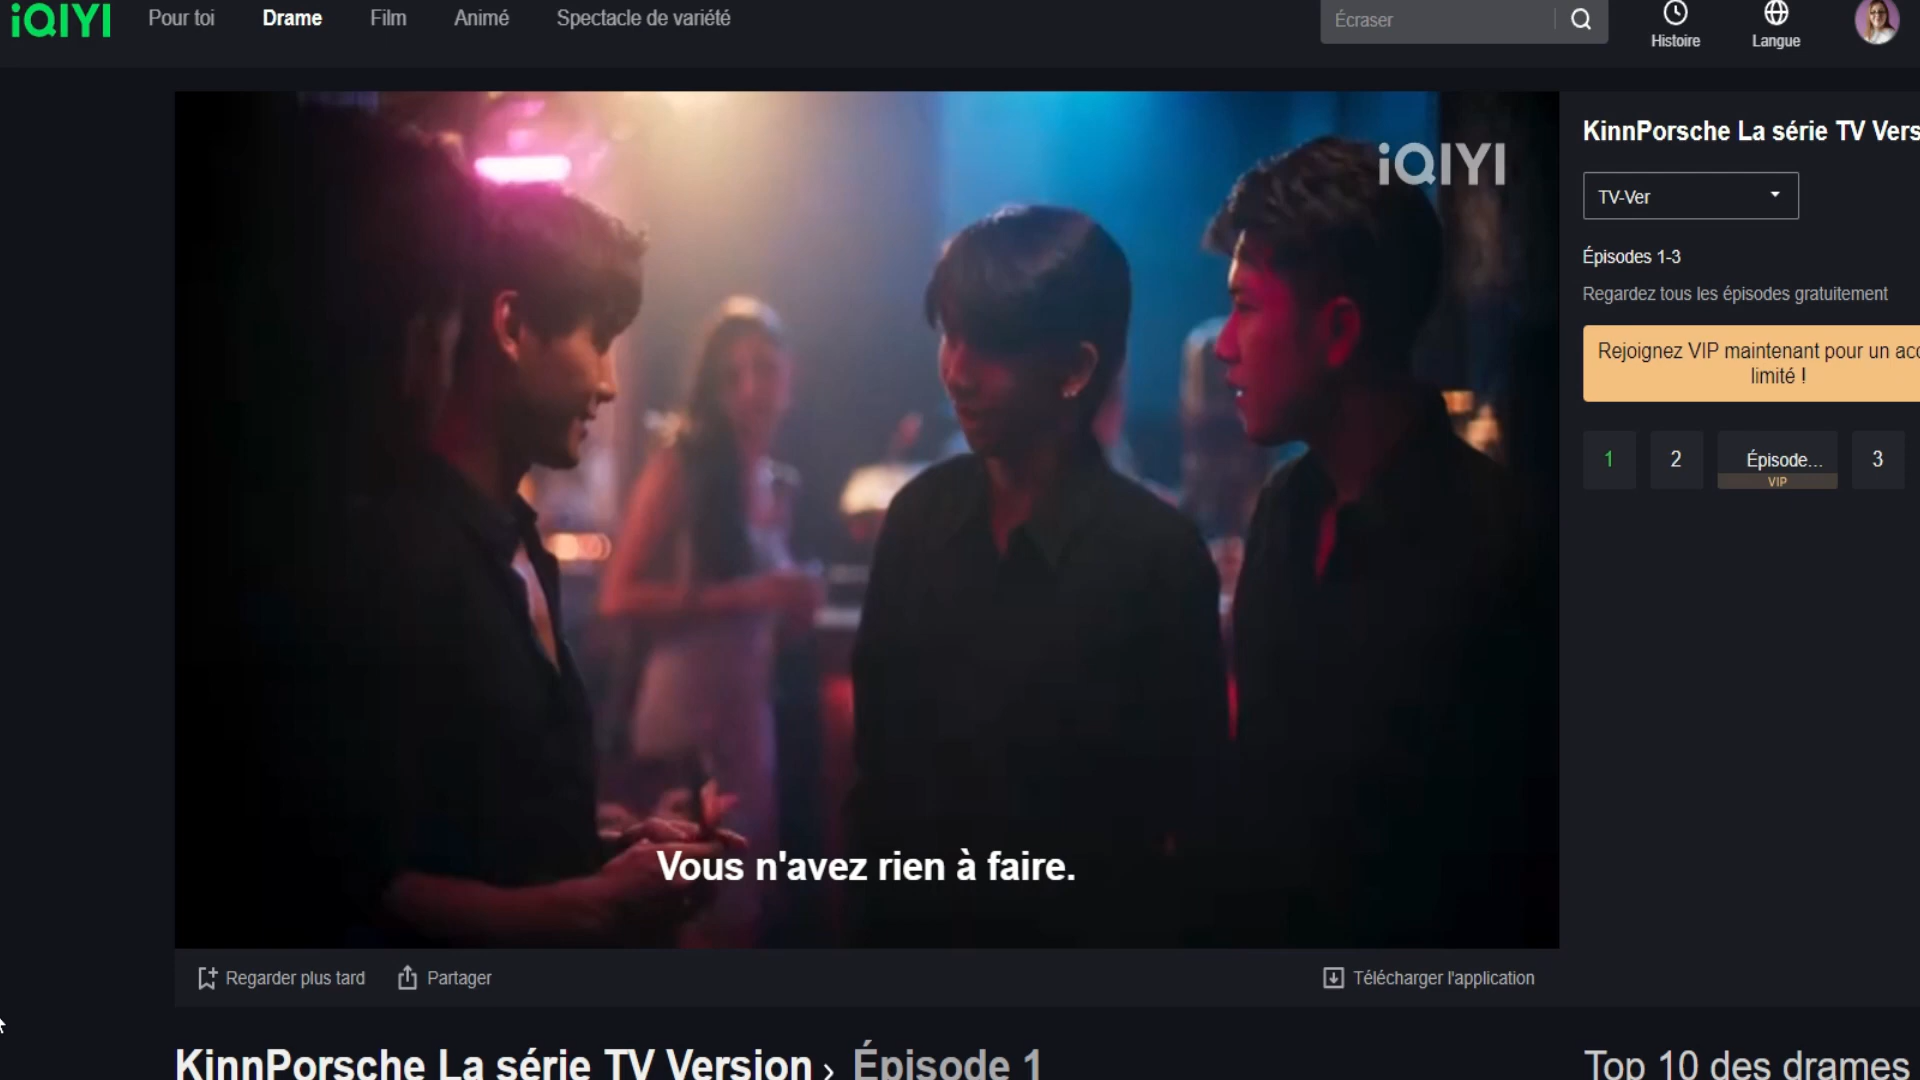 iQIYI
Pour toi
Drame
Film
Animé
Spectacle de variété
Écraser
Histoire
Langue
iQIYI
Vous n'avez rien à faire.
KinnPorsche La série TV Vers
TV-Ver
Épisodes 1-3
Regardez tous les épisodes gratuitement
Rejoignez VIP maintenant pour un acc
limité !
1
2
Épisode...
VIP
3
Regarder plus tard
Partager
Télécharger l'application
KinnPorsche La série TV Version › Épisode 1
Top 10 des drames